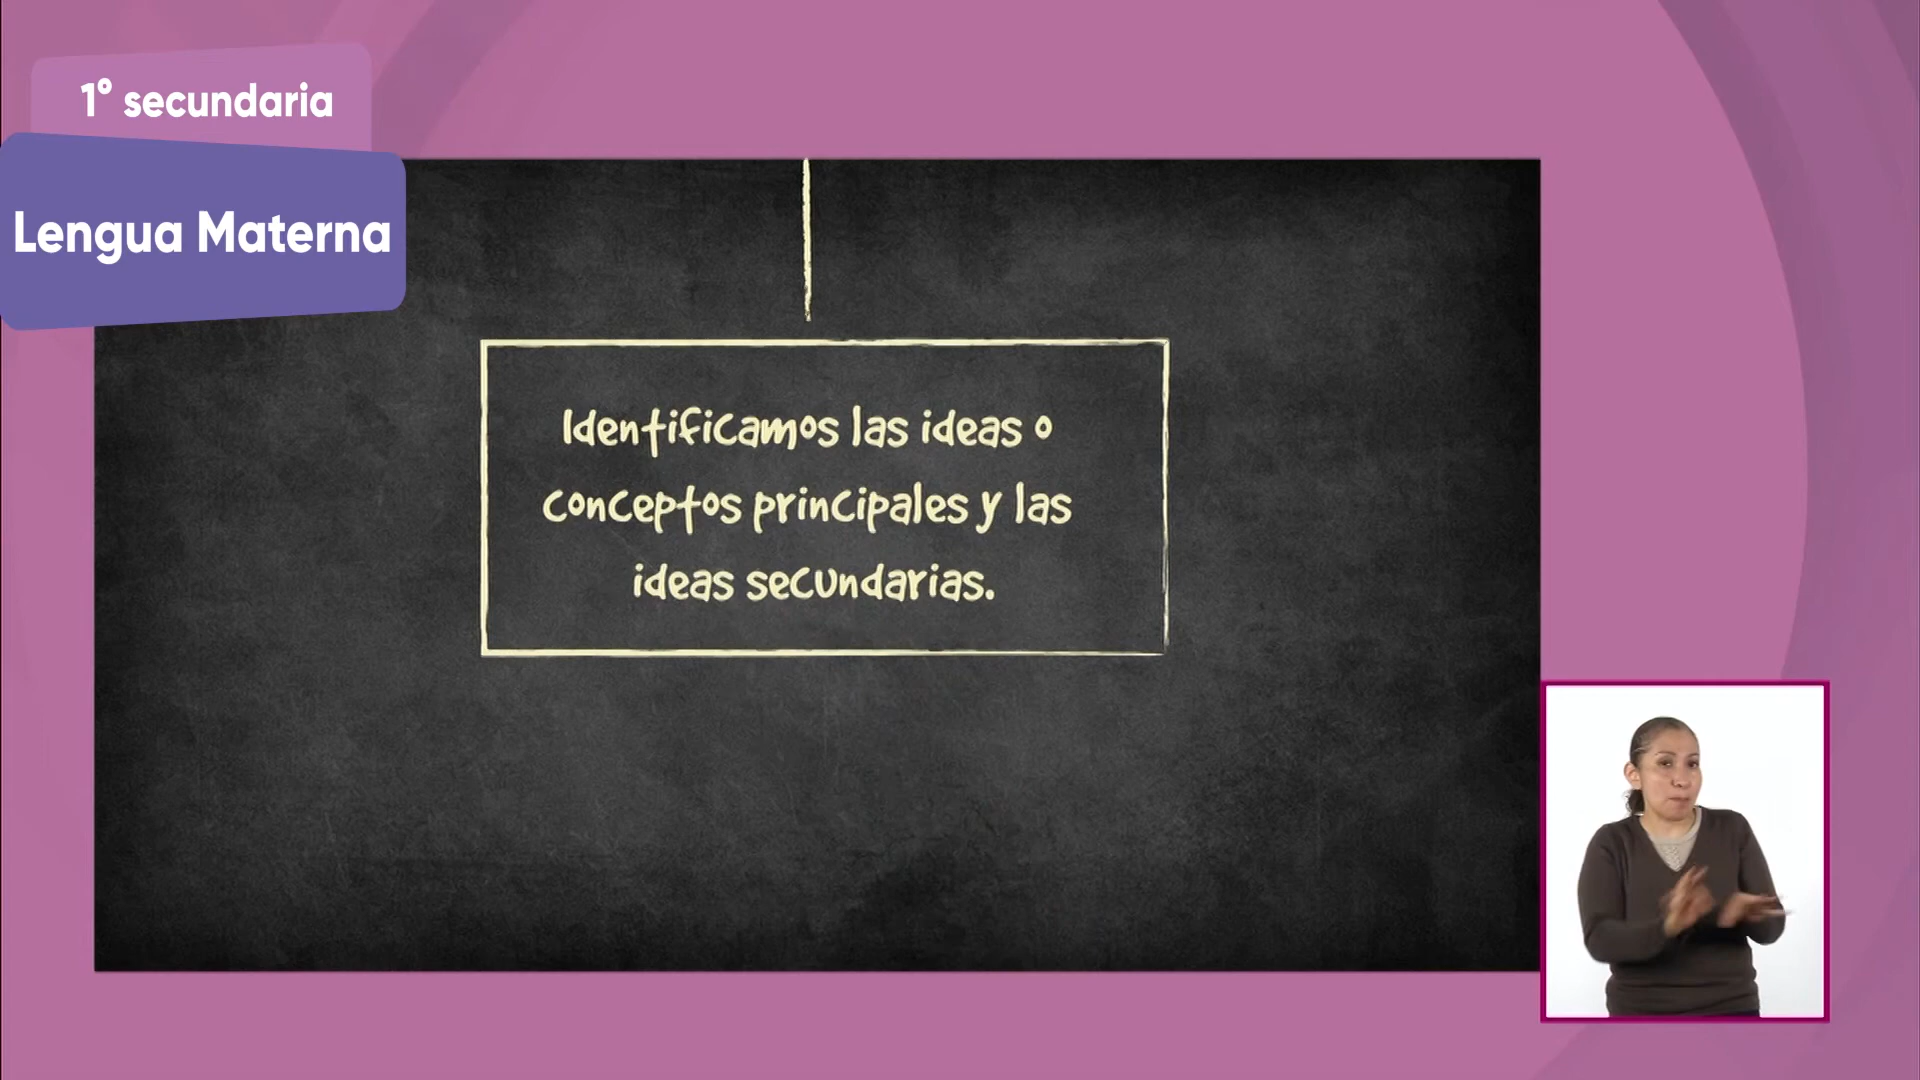 1° secundaria
Lengua Materna
Identificamos las ideas o
conceptos principales y las
ideas secundarias.